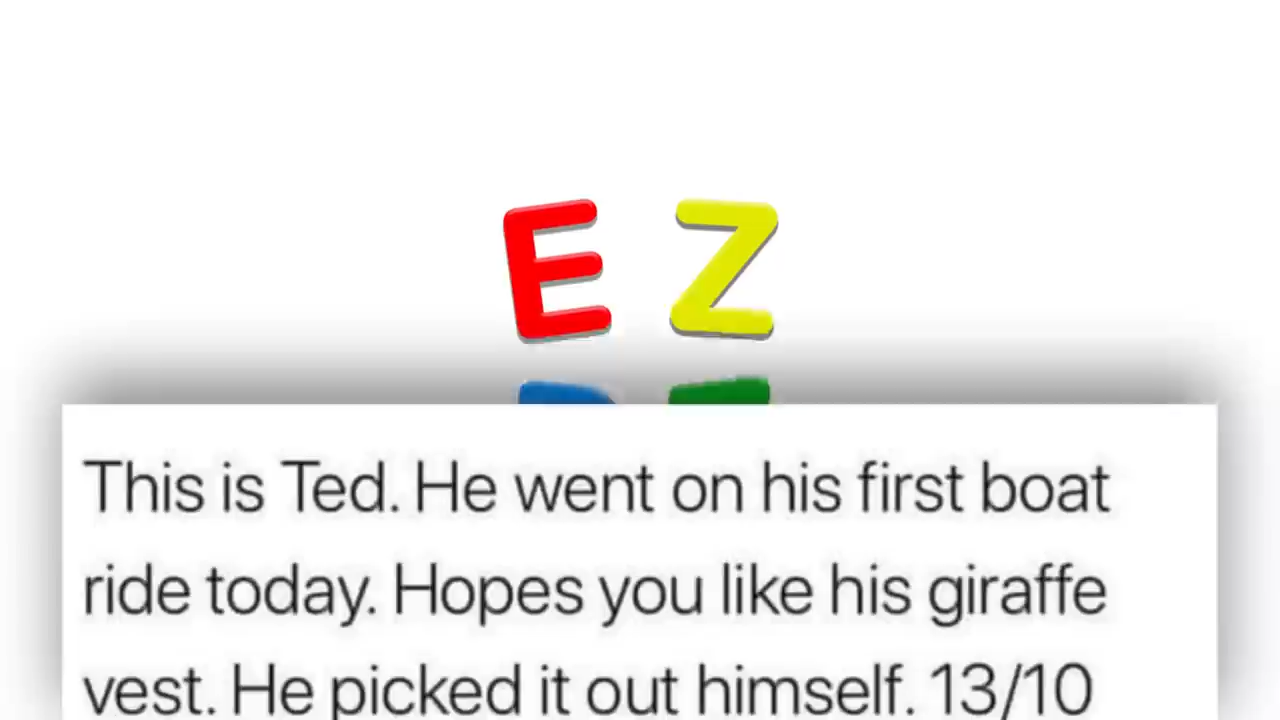 E Z
This is Ted. He went on his first boat
ride today. Hopes you like his giraffe
vest. He picked it out himself. 13/10